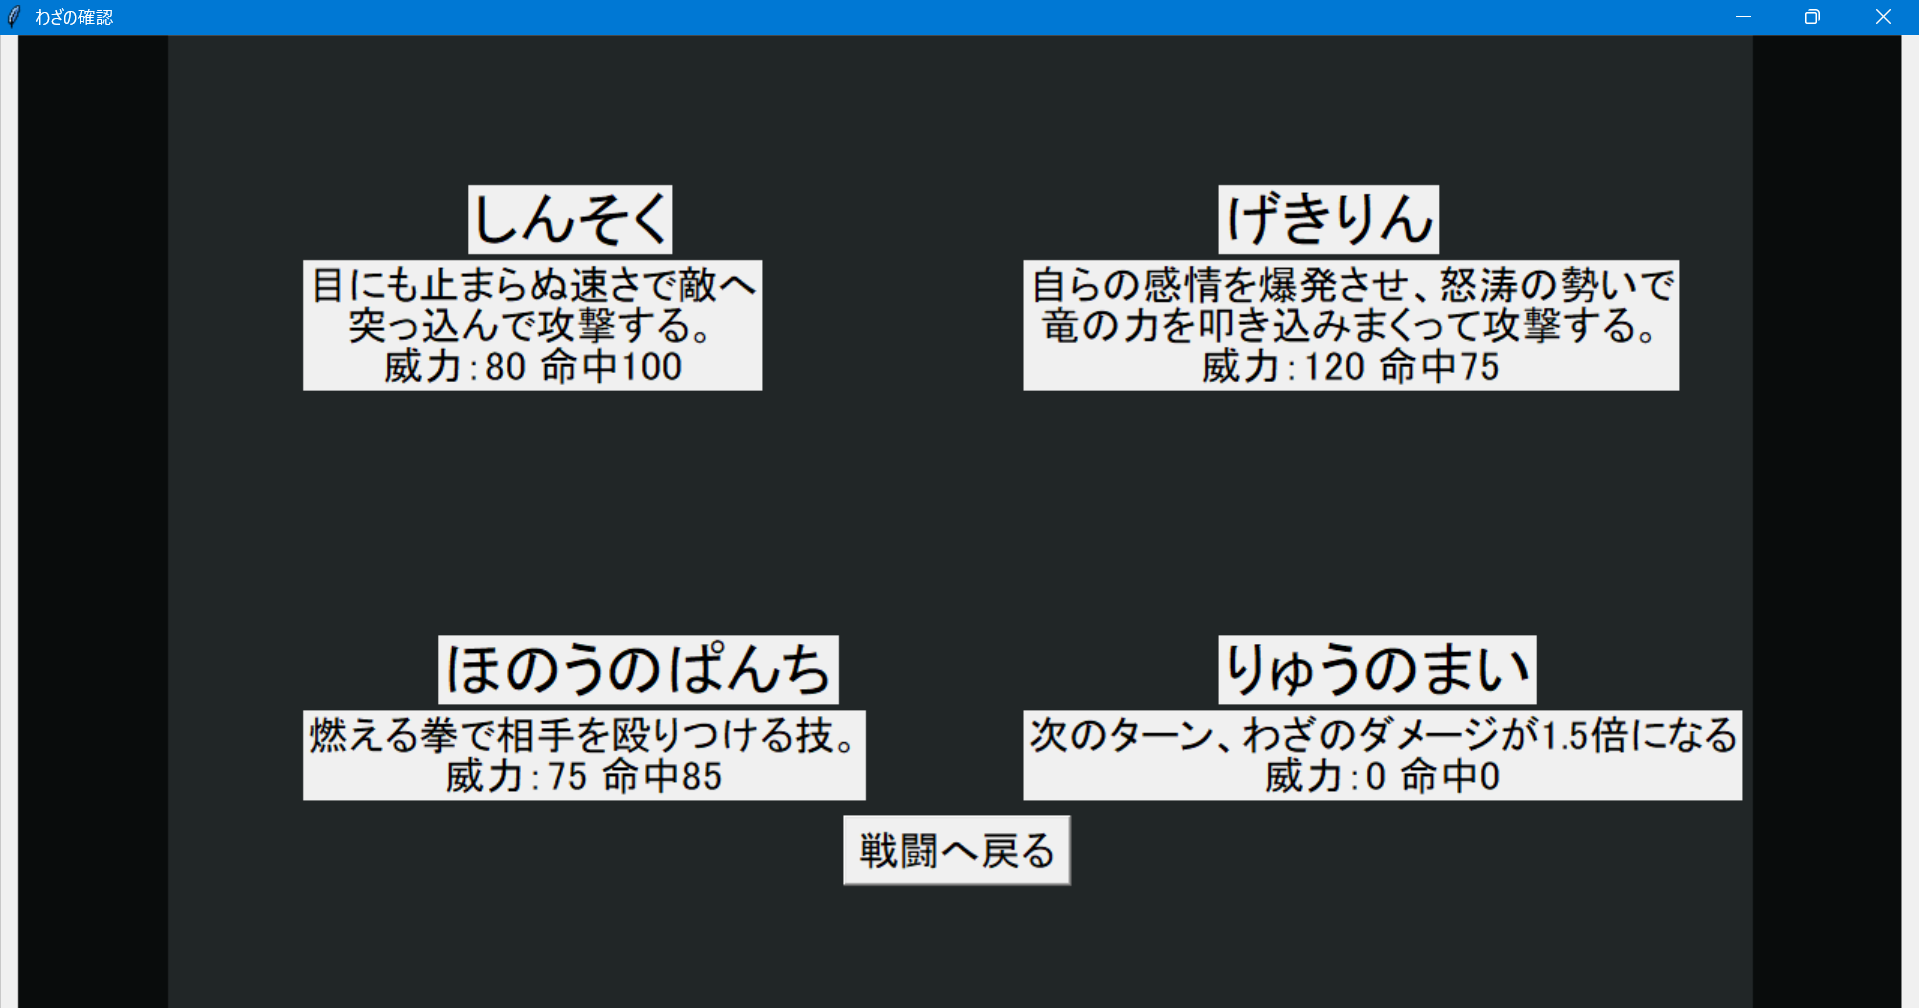 わざの確認
しんそく
目にも止まらぬ速さで敵へ
突っ込んで攻撃する。
威力：80 命中100
げきりん
自らの感情を爆発させ、怒涛の勢いで
竜の力を叩き込みまくって攻撃する。
威力：120 命中75
ほのうのぱんち
燃える拳で相手を殴りつける技。
威力：75 命中85
りゅうのまい
次のターン、わざのダメージが1.5倍になる
威力：0 命中0
戦闘へ戻る